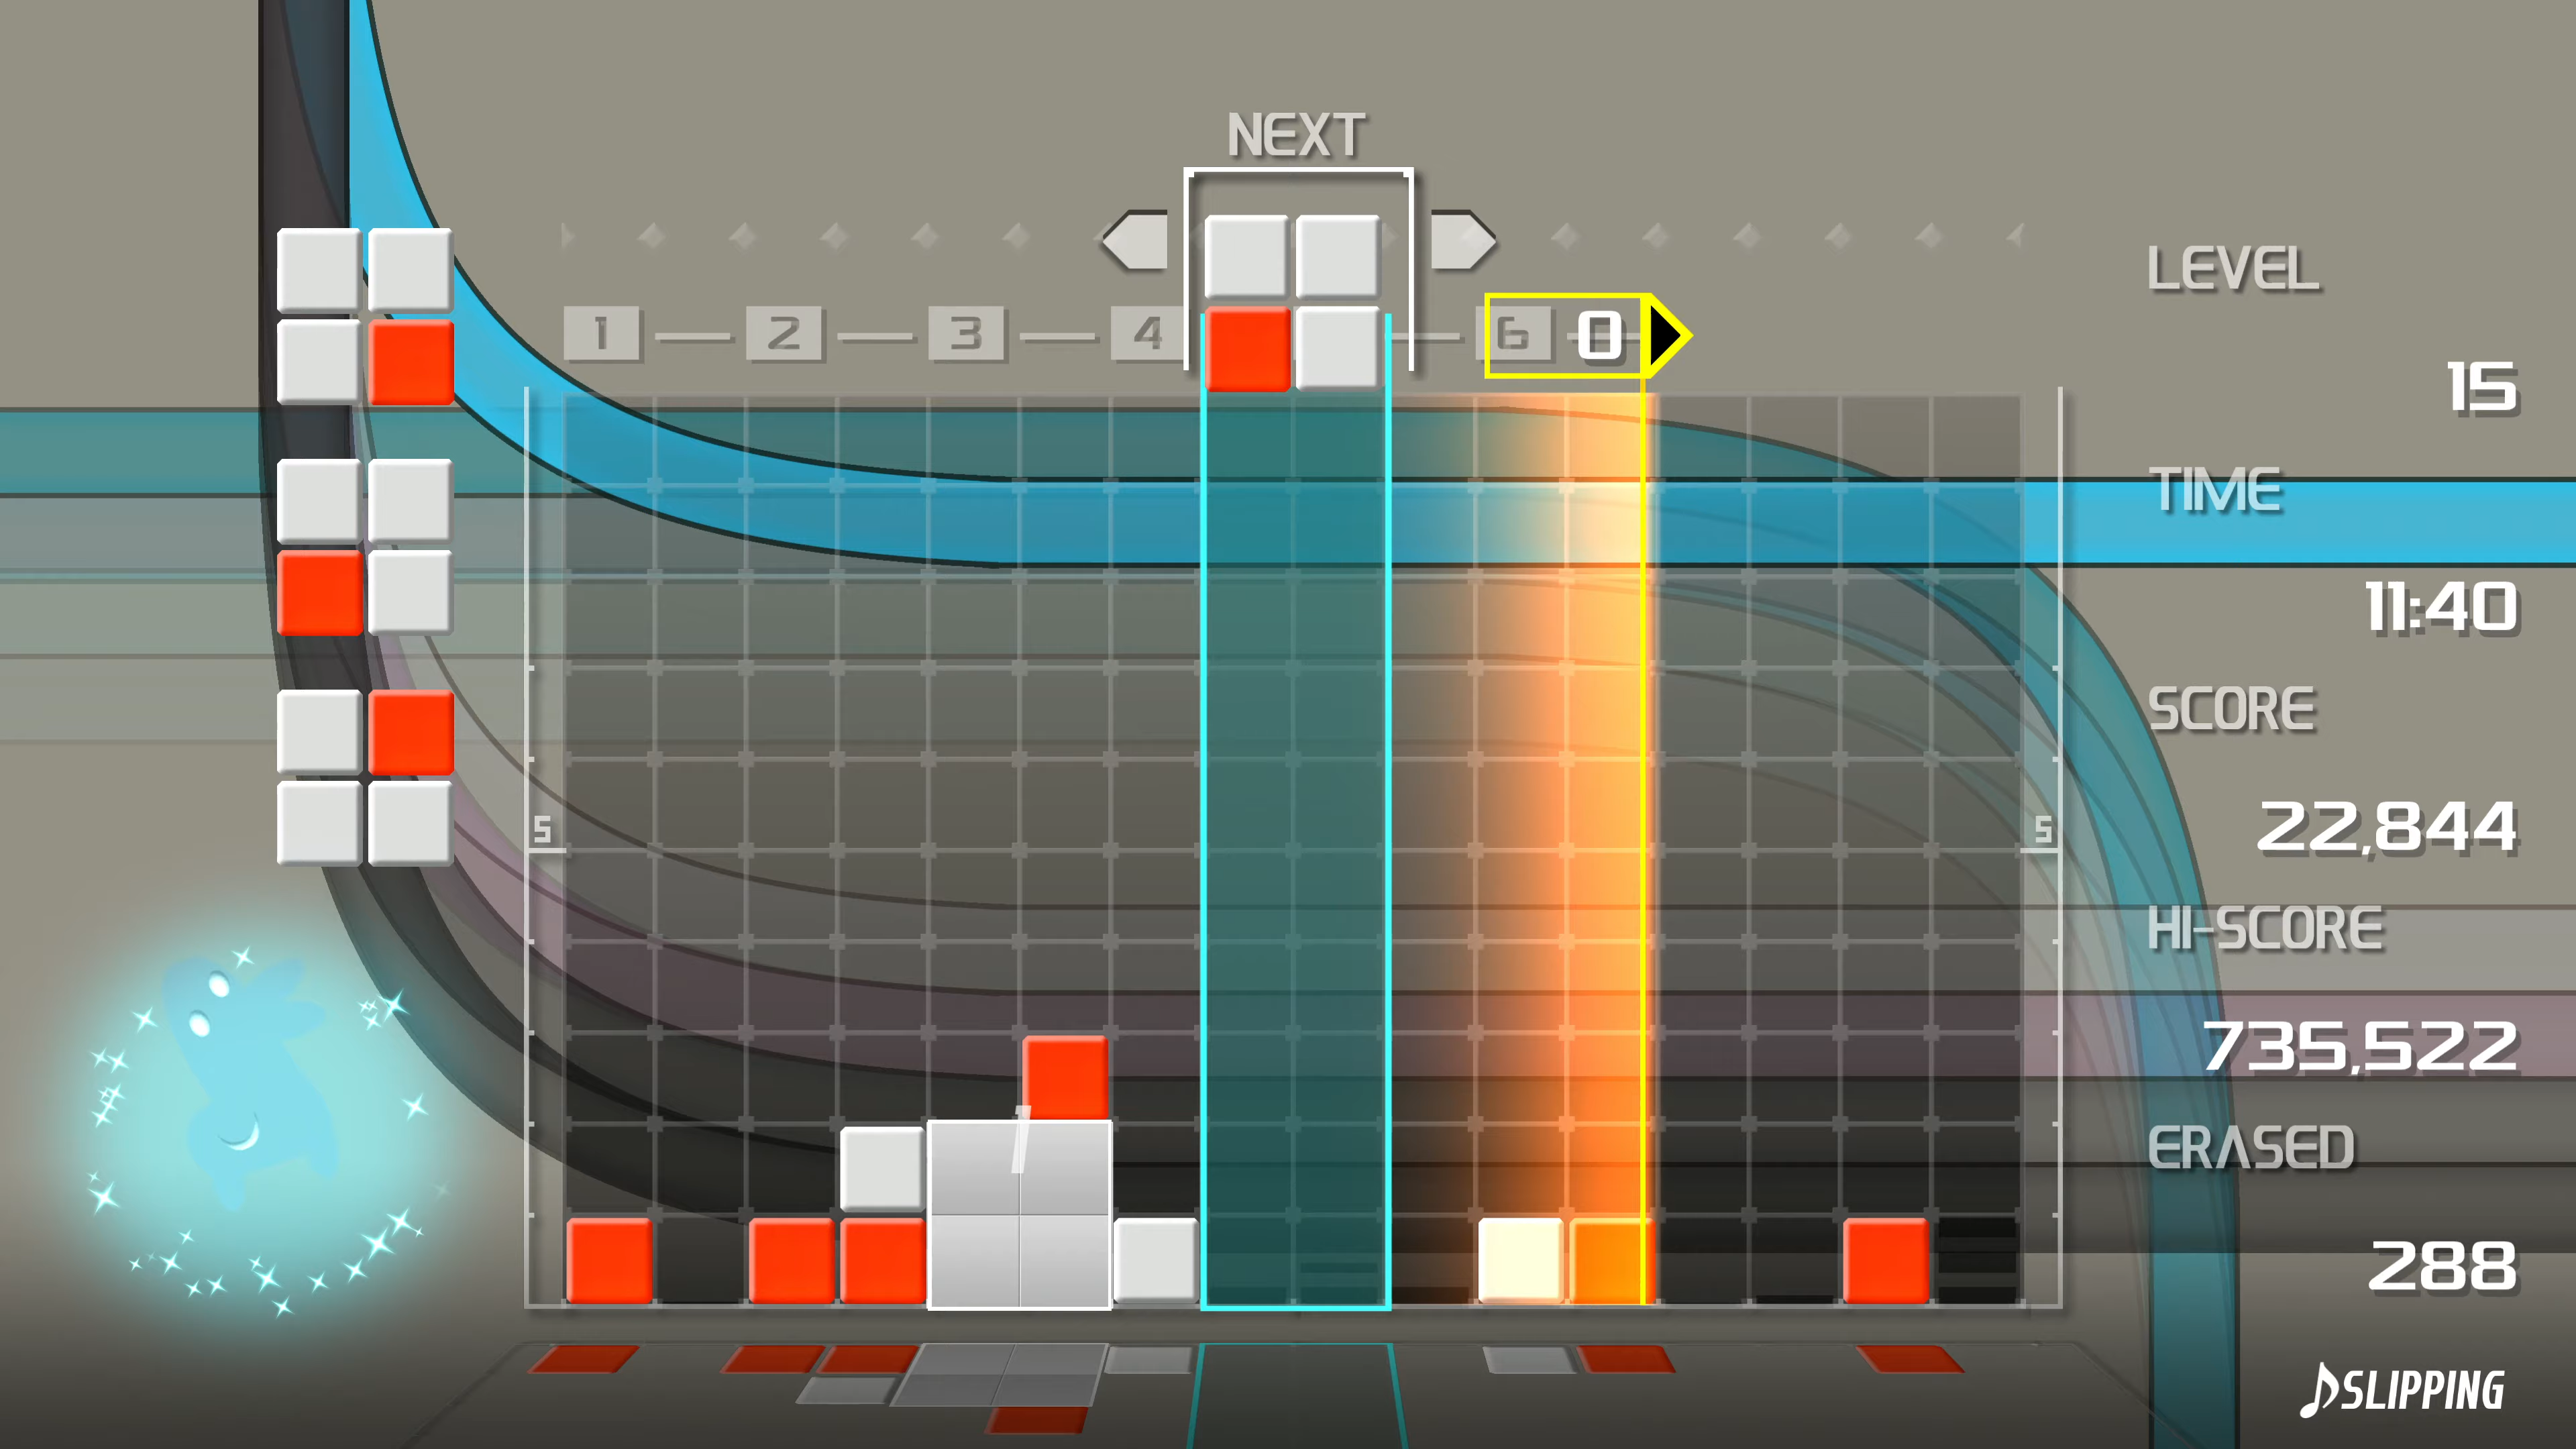 NEXT
1 2 3 4 6 0
LEVEL
15
TIME
11:40
SCORE
22,844
5 5
HI-SCORE
735,522
ERASED
288
♪SLIPPING